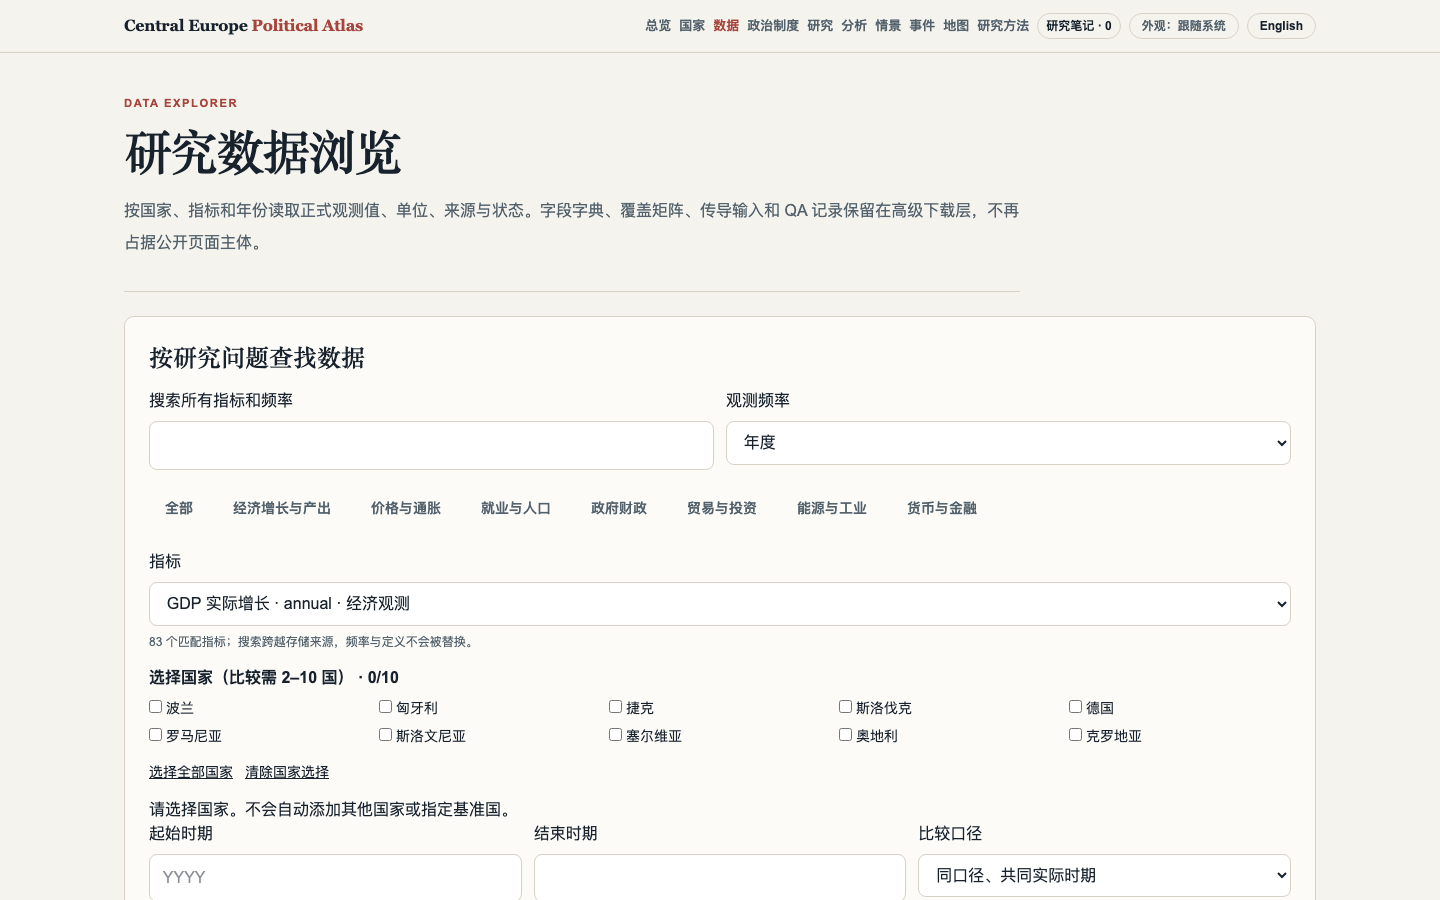 Central Europe Political Atlas
总览 国家 数据 政治制度 研究 分析 情景 事件 地图 研究方法 研究笔记 · 0 外观：跟随系统 English
DATA EXPLORER
研究数据浏览
按国家、指标和年份读取正式观测值、单位、来源与状态。字段字典、覆盖矩阵、传导输入和 QA 记录保留在高级下载层，不再
占据公开页面主体。
按研究问题查找数据
搜索所有指标和频率 观测频率
年度
全部 经济增长与产出 价格与通胀 就业与人口 政府财政 贸易与投资 能源与工业 货币与金融
指标
GDP 实际增长 · annual · 经济观测
83 个匹配指标；搜索跨越存储来源，频率与定义不会被替换。
选择国家（比较需 2–10 国） · 0/10
波兰 匈牙利 捷克 斯洛伐克 德国
罗马尼亚 斯洛文尼亚 塞尔维亚 奥地利 克罗地亚
选择全部国家 清除国家选择
请选择国家。不会自动添加其他国家或指定基准国。
起始时期 结束时期 比较口径
YYYY 同口径、共同实际时期